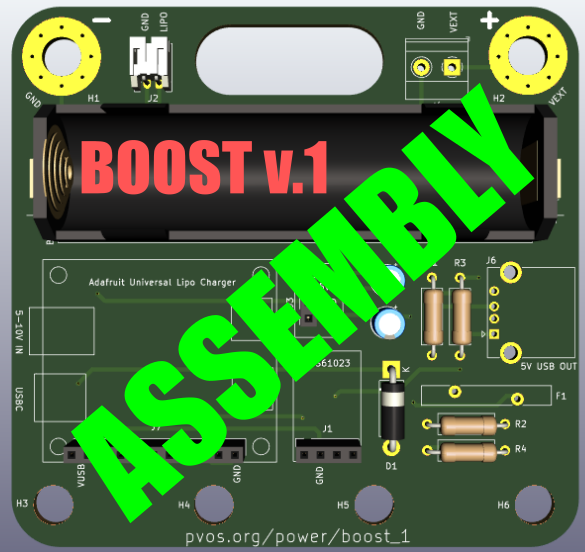 −
GND
LIPO
GND
VEXT
+
GND
H1
J2
H2
VEXT
BOOST v.1
ASSEMBLY
Adafruit Universal Lipo Charger
J3
R3
J6
5-10V IN
61023
K
5V USB OUT
USBC
F1
J1
R2
VUSB
GND
GND
D1
R4
H3
H4
H5
H6
pvos.org/power/boost_1